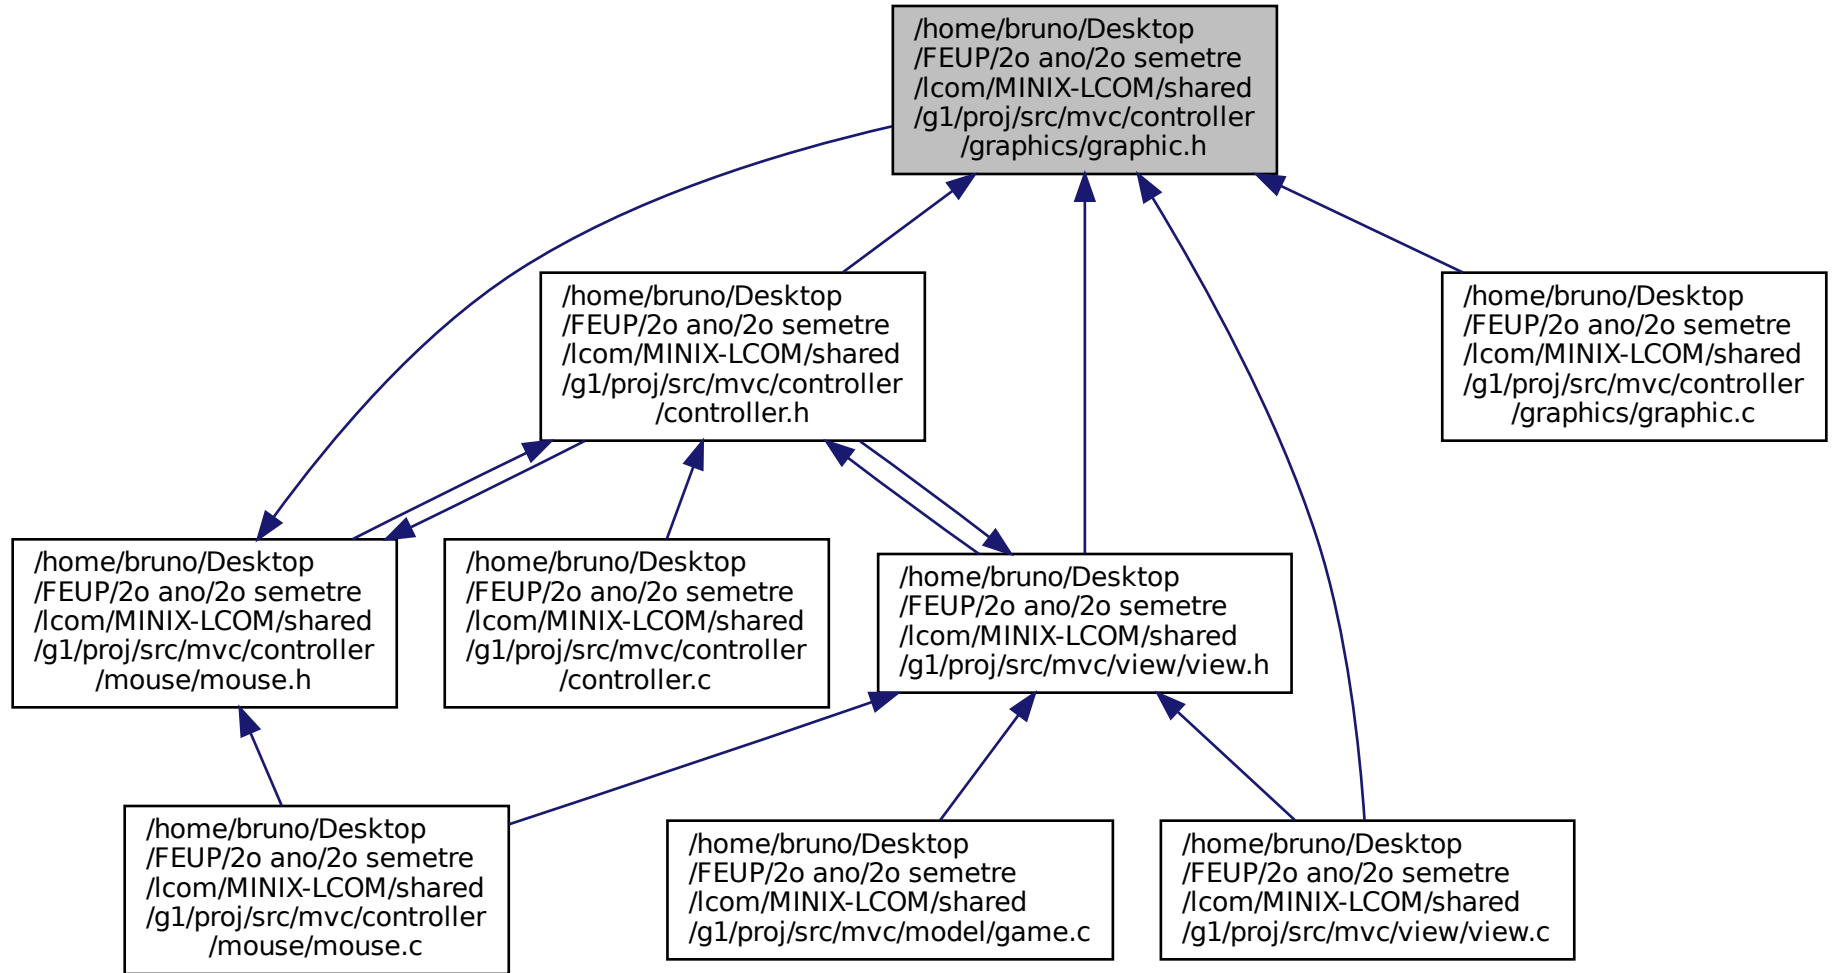 /home/bruno/Desktop
/FEUP/2o ano/2o semetre
/lcom/MINIX-LCOM/shared
/g1/proj/src/mvc/controller
/graphics/graphic.h
/home/bruno/Desktop
/FEUP/2o ano/2o semetre
/lcom/MINIX-LCOM/shared
/g1/proj/src/mvc/controller
/controller.h
/home/bruno/Desktop
/FEUP/2o ano/2o semetre
/lcom/MINIX-LCOM/shared
/g1/proj/src/mvc/controller
/graphics/graphic.c
/home/bruno/Desktop
/FEUP/2o ano/2o semetre
/lcom/MINIX-LCOM/shared
/g1/proj/src/mvc/controller
/mouse/mouse.h
/home/bruno/Desktop
/FEUP/2o ano/2o semetre
/lcom/MINIX-LCOM/shared
/g1/proj/src/mvc/controller
/controller.c
/home/bruno/Desktop
/FEUP/2o ano/2o semetre
/lcom/MINIX-LCOM/shared
/g1/proj/src/mvc/view/view.h
/home/bruno/Desktop
/FEUP/2o ano/2o semetre
/lcom/MINIX-LCOM/shared
/g1/proj/src/mvc/controller
/mouse/mouse.c
/home/bruno/Desktop
/FEUP/2o ano/2o semetre
/lcom/MINIX-LCOM/shared
/g1/proj/src/mvc/model/game.c
/home/bruno/Desktop
/FEUP/2o ano/2o semetre
/lcom/MINIX-LCOM/shared
/g1/proj/src/mvc/view/view.c